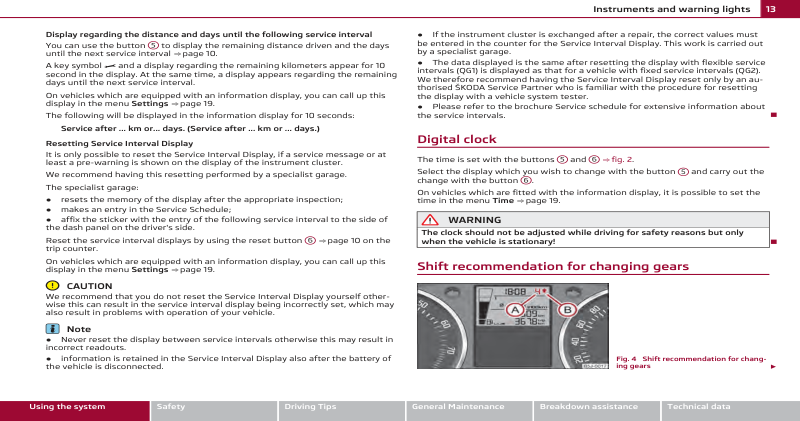 Instruments and warning lights 13
Display regarding the distance and days until the following service interval
You can use the button 5 to display the remaining distance driven and the days
until the next service interval ⇒ page 10.
A key symbol and a display regarding the remaining kilometers appear for 10
second in the display. At the same time, a display appears regarding the remaining
days until the next service interval.
On vehicles which are equipped with an information display, you can call up this
display in the menu Settings ⇒ page 19.
The following will be displayed in the information display for 10 seconds:
Service after ... km or... days. (Service after ... km or ... days.)
Resetting Service Interval Display
It is only possible to reset the Service Interval Display, if a service message or at
least a pre-warning is shown on the display of the instrument cluster.
We recommend having this resetting performed by a specialist garage.
The specialist garage:
● resets the memory of the display after the appropriate inspection;
● makes an entry in the Service Schedule;
● affix the sticker with the entry of the following service interval to the side of
the dash panel on the driver's side.
Reset the service interval displays by using the reset button 6 ⇒ page 10 on the
trip counter.
On vehicles which are equipped with an information display, you can call up this
display in the menu Settings ⇒ page 19.
! CAUTION
We recommend that you do not reset the Service Interval Display yourself other-
wise this can result in the service interval display being incorrectly set, which may
also result in problems with operation of your vehicle.
i Note
● Never reset the display between service intervals otherwise this may result in
incorrect readouts.
● information is retained in the Service Interval Display also after the battery of
the vehicle is disconnected.
● If the instrument cluster is exchanged after a repair, the correct values must
be entered in the counter for the Service Interval Display. This work is carried out
by a specialist garage.
● The data displayed is the same after resetting the display with flexible service
intervals (QG1) is displayed as that for a vehicle with fixed service intervals (QG2).
We therefore recommend having the Service Interval Display reset only by an au-
thorised ŠKODA Service Partner who is familiar with the procedure for resetting
the display with a vehicle system tester.
● Please refer to the brochure Service schedule for extensive information about
the service intervals.
Digital clock
The time is set with the buttons 5 and 6 ⇒ fig. 2.
Select the display which you wish to change with the button 5 and carry out the
change with the button 6.
On vehicles which are fitted with the information display, it is possible to set the
time in the menu Time ⇒ page 19.
WARNING
The clock should not be adjusted while driving for safety reasons but only
when the vehicle is stationary!
Shift recommendation for changing gears
A B
Fig. 4 Shift recommendation for chang-
ing gears
Using the system Safety Driving Tips General Maintenance Breakdown assistance Technical data